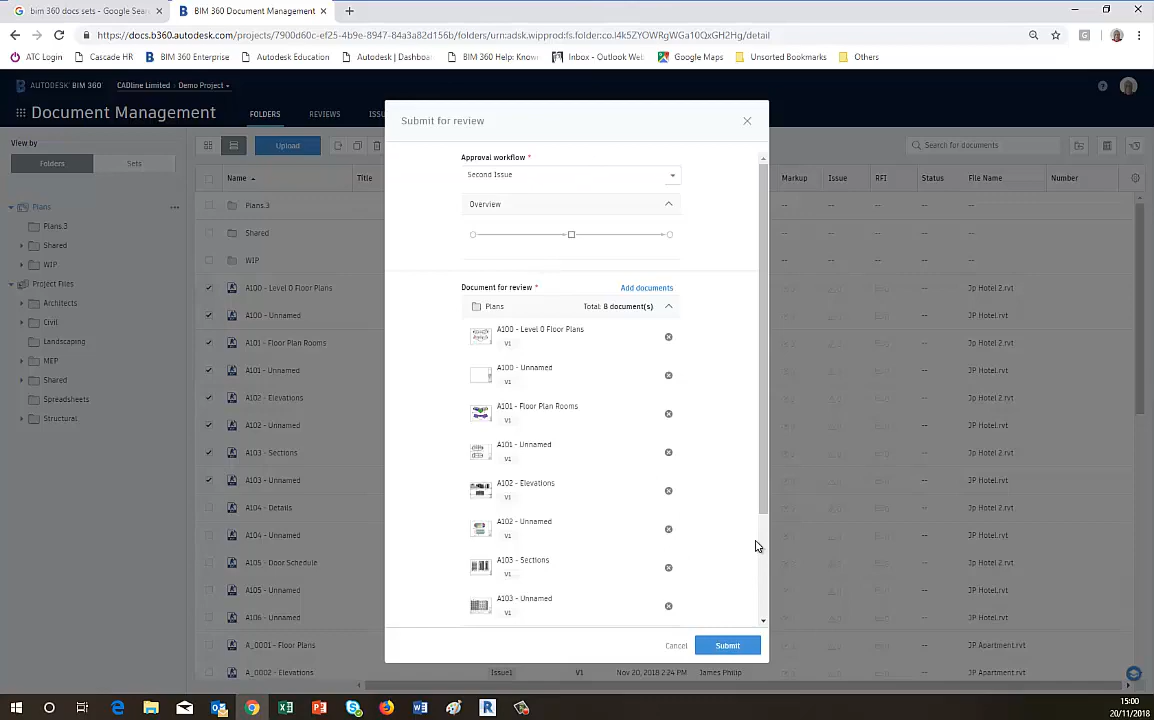 bim 360 docs sets - Google Sear
BIM 360 Document Management
https://docs.b360.autodesk.com/projects/7900d60c-ef25-4b9e-8947-84a3a82d156b/folders/urn:adsk.wipprod:fs.folder.co.l4k5ZYOWRgWGa10QxGH2Hg/detail
ATC Login
Cascade HR
BIM 360 Enterprise
Autodesk Education
Autodesk | Dashboa
BIM 360 Help: Know
Inbox - Outlook Web
Google Maps
Unsorted Bookmarks
Others
AUTODESK BIM 360 CADline Limited - Demo Project
Document Management FOLDERS REVIEWS ISSU
View by
Folders Sets
Upload
Search for documents
Name Title Markup Issue RFI Status File Name Number
Plans
Plans.3
Shared
WIP
Project Files
Architects
Civil
Landscaping
MEP
Shared
Spreadsheets
Structural
Plans.3 -- -- -- -- --
Shared -- -- -- -- --
WIP -- -- -- -- --
A100 - Level 0 Floor Plans Jp Hotel 2.rvt
A100 - Unnamed JP Hotel.rvt
A101 - Floor Plan Rooms Jp Hotel 2.rvt
A101 - Unnamed JP Hotel.rvt
A102 - Elevations Jp Hotel 2.rvt
A102 - Unnamed JP Hotel.rvt
A103 - Sections Jp Hotel 2.rvt
A103 - Unnamed JP Hotel.rvt
A104 - Details Jp Hotel 2.rvt
A104 - Unnamed JP Hotel.rvt
A105 - Door Schedule Jp Hotel 2.rvt
A105 - Unnamed JP Hotel.rvt
A106 - Unnamed JP Hotel.rvt
A_0001 - Floor Plans JP Apartment.rvt
A_0002 - Elevations Issue1 V1 Nov 20, 2018 2:24 PM James Philip JP Apartment.rvt
Submit for review
Approval workflow *
Second Issue
Overview
Document for review * Add documents
Plans Total: 8 document(s)
A100 - Level 0 Floor Plans
V1
A100 - Unnamed
V1
A101 - Floor Plan Rooms
V1
A101 - Unnamed
V1
A102 - Elevations
V1
A102 - Unnamed
V1
A103 - Sections
V1
A103 - Unnamed
V1
Cancel Submit
15:00
20/11/2018